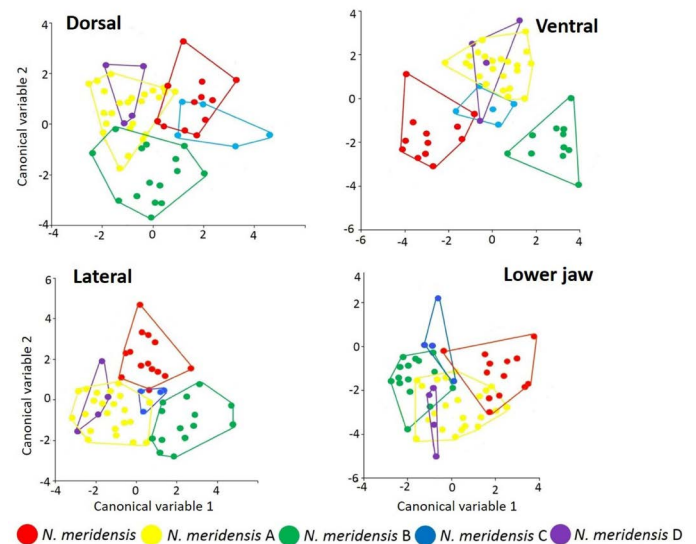 Dorsal
Ventral
4
2
0
-2
-4
Canonical variable 2
-4 -2 0 2 4
4
2
0
-2
-4
-6
-6 -4 -2 0 2 4
Lateral
Lower jaw
6
4
2
0
-2
-4
Canonical variable 2
-4 -2 0 2 4 6
Canonical variable 1
4
2
0
-2
-4
-6
-4 -2 0 2 4
Canonical variable 1
N. meridensis N. meridensis A N. meridensis B N. meridensis C N. meridensis D